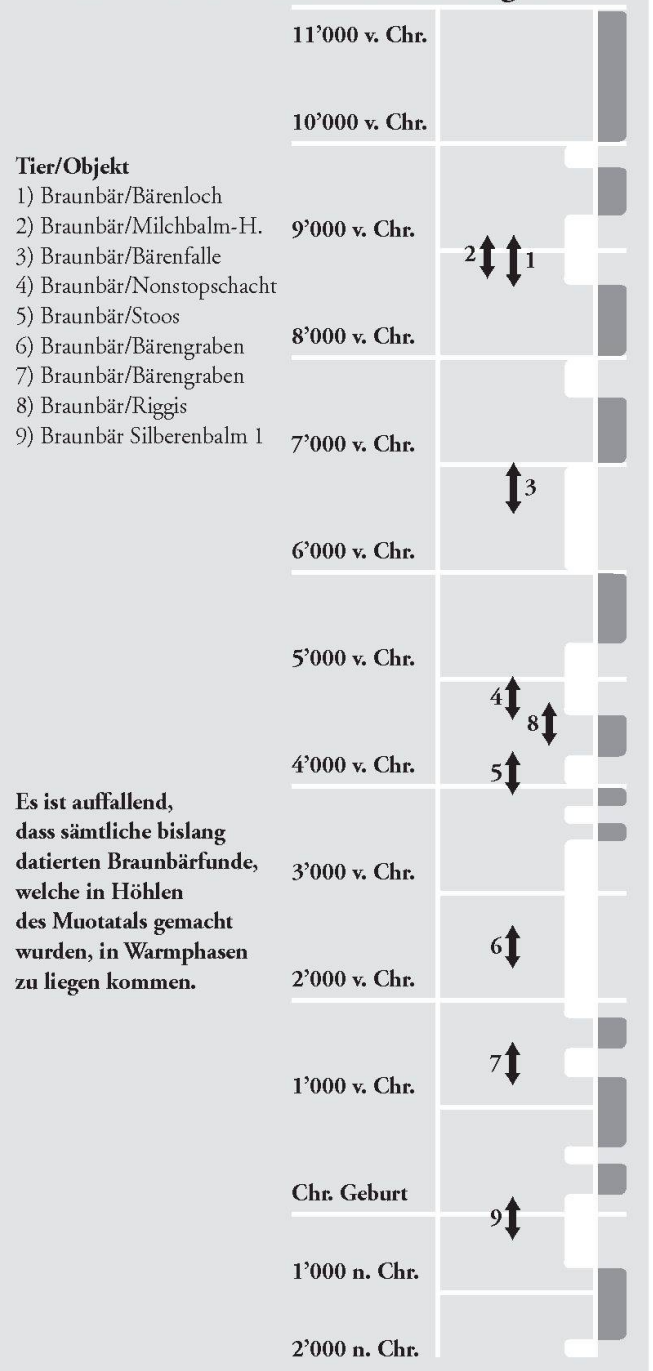 11’000 v. Chr.
10’000 v. Chr.
Tier/Objekt
1) Braunbär/Bärenloch
2) Braunbär/Milchbalm-H.
3) Braunbär/Bärenfalle
4) Braunbär/Nonstopschacht
5) Braunbär/Stoos
6) Braunbär/Bärengraben
7) Braunbär/Bärengraben
8) Braunbär/Riggis
9) Braunbär Silberenbalm 1
9’000 v. Chr.
2
1
8’000 v. Chr.
7’000 v. Chr.
3
6’000 v. Chr.
5’000 v. Chr.
4
8
4’000 v. Chr.
5
Es ist auffallend,
dass sämtliche bislang
datierten Braunbärfunde,
welche in Höhlen
des Muotatals gemacht
wurden, in Warmphasen
zu liegen kommen.
3’000 v. Chr.
6
2’000 v. Chr.
7
1’000 v. Chr.
Chr. Geburt
9
1’000 n. Chr.
2’000 n. Chr.